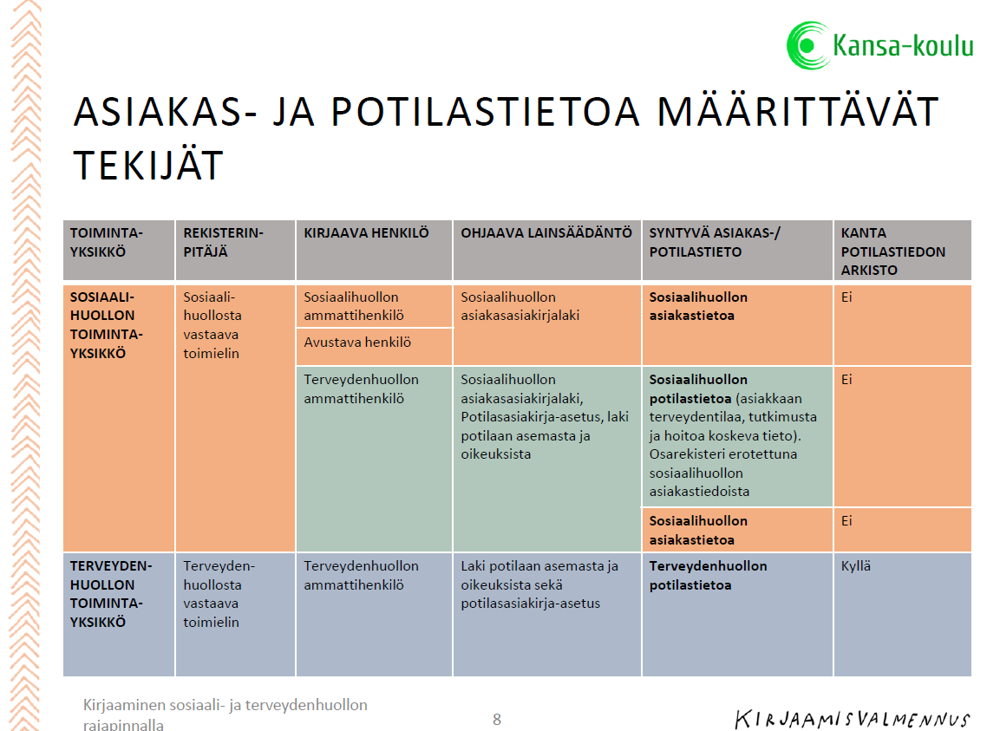 Kansa-koulu
ASIAKAS- JA POTILASTIETOA MÄÄRITTÄVÄT
TEKIJÄT
TOIMINTA-
YKSIKKÖ
REKISTERIN-
PITÄJÄ
KIRJAAVA HENKILÖ
OHJAAVA LAINSÄÄDÄNTÖ
SYNTYVÄ ASIAKAS-/
POTILASTIETO
KANTA
POTILASTIEDON
ARKISTO
SOSIAALI-
HUOLLON
TOIMINTA-
YKSIKKÖ
Sosiaali-
huollosta
vastaava
toimielin
Sosiaalihuollon
ammattihenkilö
Avustava henkilö
Sosiaalihuollon
asiakasasiakirjalaki
Sosiaalihuollon
asiakastietoa
Ei
Terveydenhuollon
ammattihenkilö
Sosiaalihuollon
asiakasasiakirjalaki,
Potilasasiakirja-asetus, laki
potilaan asemasta ja
oikeuksista
Sosiaalihuollon
potilastietoa (asiakkaan
terveydentilaa, tutkimusta
ja hoitoa koskeva tieto).
Osarekisteri erotettuna
sosiaalihuollon
asiakastiedoista
Ei
Sosiaalihuollon
asiakastietoa
Ei
TERVEYDEN-
HUOLLON
TOIMINTA-
YKSIKKÖ
Terveyden-
huollosta
vastaava
toimielin
Terveydenhuollon
ammattihenkilö
Laki potilaan asemasta ja
oikeuksista sekä
potilasasiakirja-asetus
Terveydenhuollon
potilastietoa
Kyllä
Kirjaaminen sosiaali- ja terveydenhuollon
rajapinnalla
8
KIRJAAMISVALMENNUS